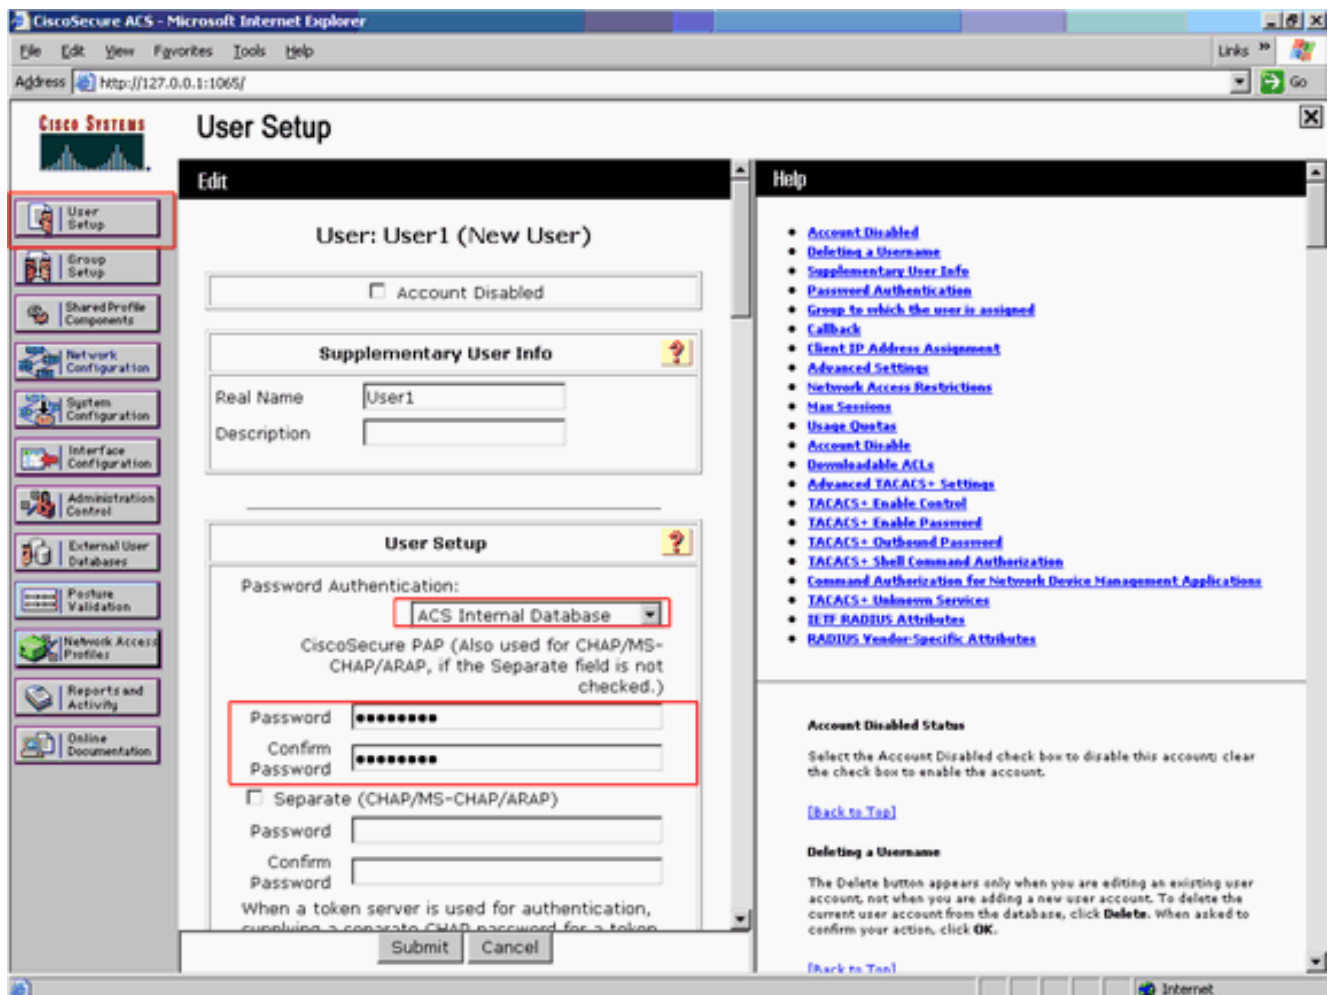 CiscoSecure ACS - Microsoft Internet Explorer
File Edit View Favorites Tools Help
Links »
Address http://127.0.0.1:1065/
Go
CISCO SYSTEMS
User Setup
User
Setup
Group
Setup
Shared Profile
Components
Network
Configuration
System
Configuration
Interface
Configuration
Administration
Control
External User
Databases
Posture
Validation
Network Access
Profiles
Reports and
Activity
Online
Documentation
Edit
User: User1 (New User)
Account Disabled
Supplementary User Info
?
Real Name User1
Description
User Setup
?
Password Authentication:
ACS Internal Database
CiscoSecure PAP (Also used for CHAP/MS-
CHAP/ARAP, if the Separate field is not
checked.)
Password ••••••••
Confirm
Password ••••••••
Separate (CHAP/MS-CHAP/ARAP)
Password
Confirm
Password
When a token server is used for authentication,
supplying a separate CHAP password for a token
Submit Cancel
Help
• Account Disabled
• Deleting a Username
• Supplementary User Info
• Password Authentication
• Group to which the user is assigned
• Callback
• Client IP Address Assignment
• Advanced Settings
• Network Access Restrictions
• Max Sessions
• Usage Quotas
• Account Disable
• Downloadable ACLs
• Advanced TACACS+ Settings
• TACACS+ Enable Control
• TACACS+ Enable Password
• TACACS+ Outbound Password
• TACACS+ Shell Command Authorization
• Command Authorization for Network Device Management Applications
• TACACS+ Unknown Services
• IETF RADIUS Attributes
• RADIUS Vendor-Specific Attributes
Account Disabled Status
Select the Account Disabled check box to disable this account; clear
the check box to enable the account.
[Back to Top]
Deleting a Username
The Delete button appears only when you are editing an existing user
account, not when you are adding a new user account. To delete the
current user account from the database, click Delete. When asked to
confirm your action, click OK.
[Back to Top]
Internet